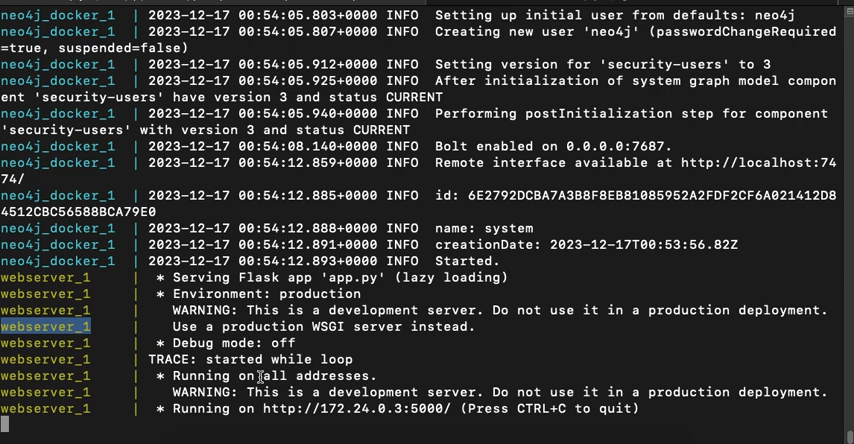 neo4j_docker_1  | 2023-12-17 00:54:05.803+0000 INFO  Setting up initial user from defaults: neo4j
neo4j_docker_1  | 2023-12-17 00:54:05.807+0000 INFO  Creating new user 'neo4j' (passwordChangeRequired
=true, suspended=false)
neo4j_docker_1  | 2023-12-17 00:54:05.912+0000 INFO  Setting version for 'security-users' to 3
neo4j_docker_1  | 2023-12-17 00:54:05.925+0000 INFO  After initialization of system graph model compon
ent 'security-users' have version 3 and status CURRENT
neo4j_docker_1  | 2023-12-17 00:54:05.940+0000 INFO  Performing postInitialization step for component
'security-users' with version 3 and status CURRENT
neo4j_docker_1  | 2023-12-17 00:54:08.140+0000 INFO  Bolt enabled on 0.0.0.0:7687.
neo4j_docker_1  | 2023-12-17 00:54:12.859+0000 INFO  Remote interface available at http://localhost:74
74/
neo4j_docker_1  | 2023-12-17 00:54:12.885+0000 INFO  id: 6E2792DCBA7A3B8F8EB81085952A2FDF2CF6A021412D8
4512CBC56588BCA79E0
neo4j_docker_1  | 2023-12-17 00:54:12.888+0000 INFO  name: system
neo4j_docker_1  | 2023-12-17 00:54:12.891+0000 INFO  creationDate: 2023-12-17T00:53:56.82Z
neo4j_docker_1  | 2023-12-17 00:54:12.893+0000 INFO  Started.
webserver_1     |  * Serving Flask app 'app.py' (lazy loading)
webserver_1     |  * Environment: production
webserver_1     |    WARNING: This is a development server. Do not use it in a production deployment.
webserver_1     |    Use a production WSGI server instead.
webserver_1     |  * Debug mode: off
webserver_1     | TRACE: started while loop
webserver_1     |  * Running on all addresses.
webserver_1     |    WARNING: This is a development server. Do not use it in a production deployment.
webserver_1     |  * Running on http://172.24.0.3:5000/ (Press CTRL+C to quit)